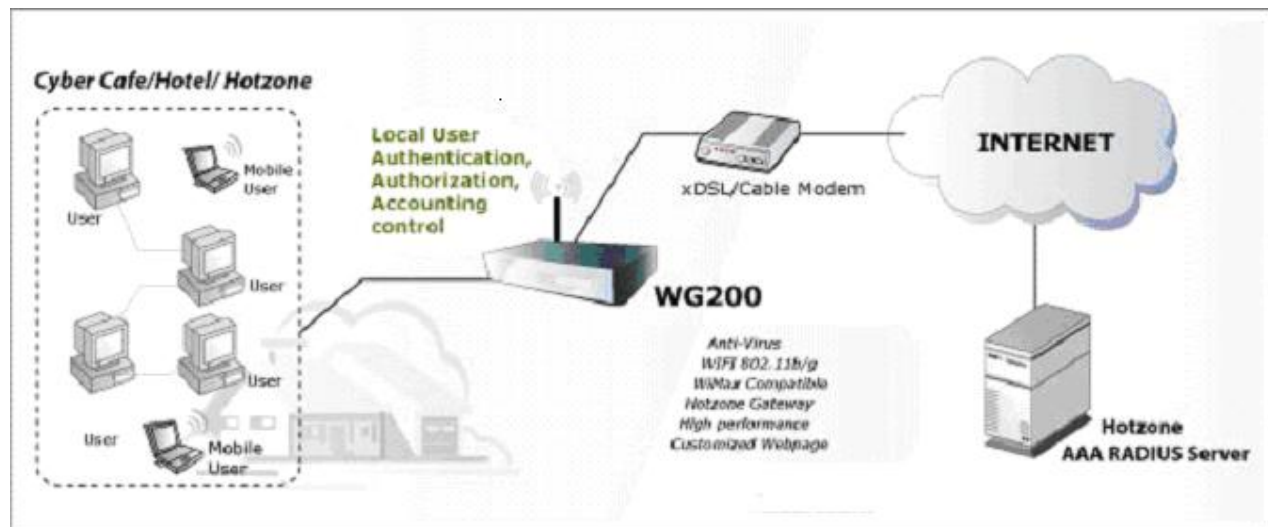 Cyber Cafe/Hotel/ Hotzone
Mobile
User
User
User
User
User
Mobile
User
Local User
Authentication,
Authorization,
Accounting
control
WG200
Anti-Virus
WiFi 802.11b/g
WiMax Compatible
Hotzone Gateway
High performance
Customized Webpage
xDSL/Cable Modem
INTERNET
Hotzone
AAA RADIUS Server